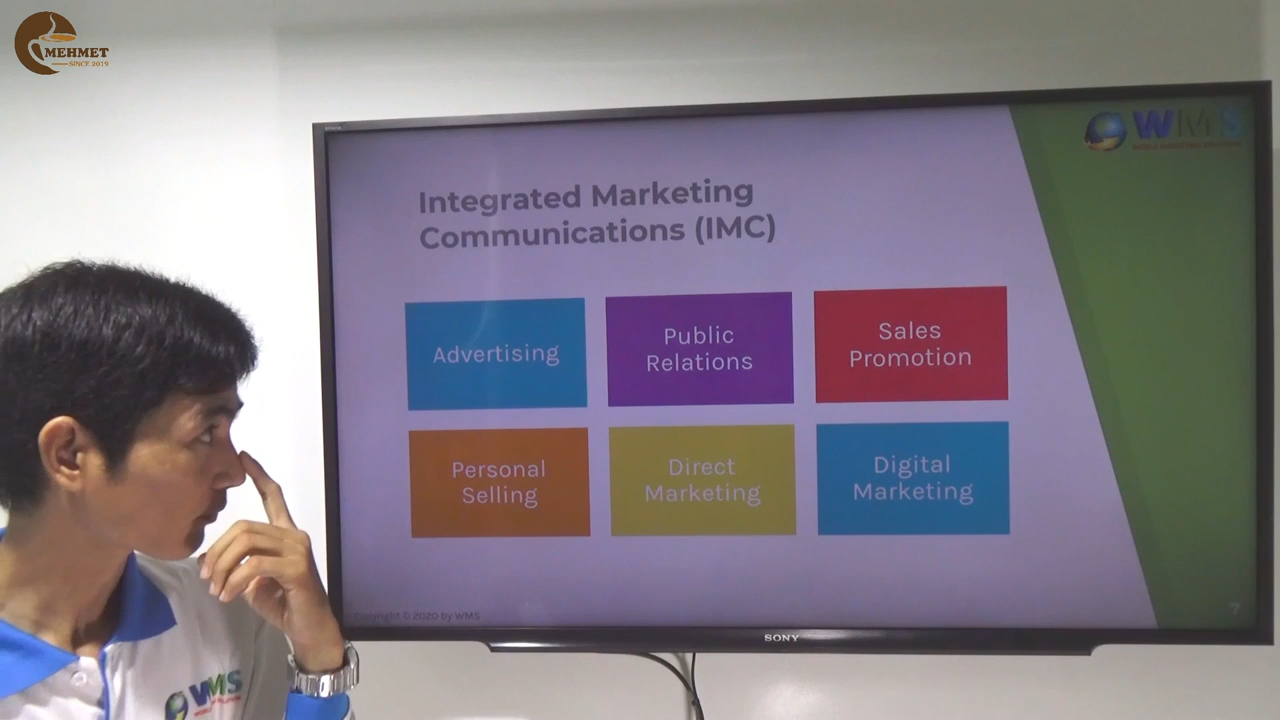 MEHMET
SINCE 2019
WMS
Integrated Marketing
Communications (IMC)
Advertising
Public
Relations
Sales
Promotion
Personal
Selling
Direct
Marketing
Digital
Marketing
Copyright © 2020 by WMS
7
SONY
WMS